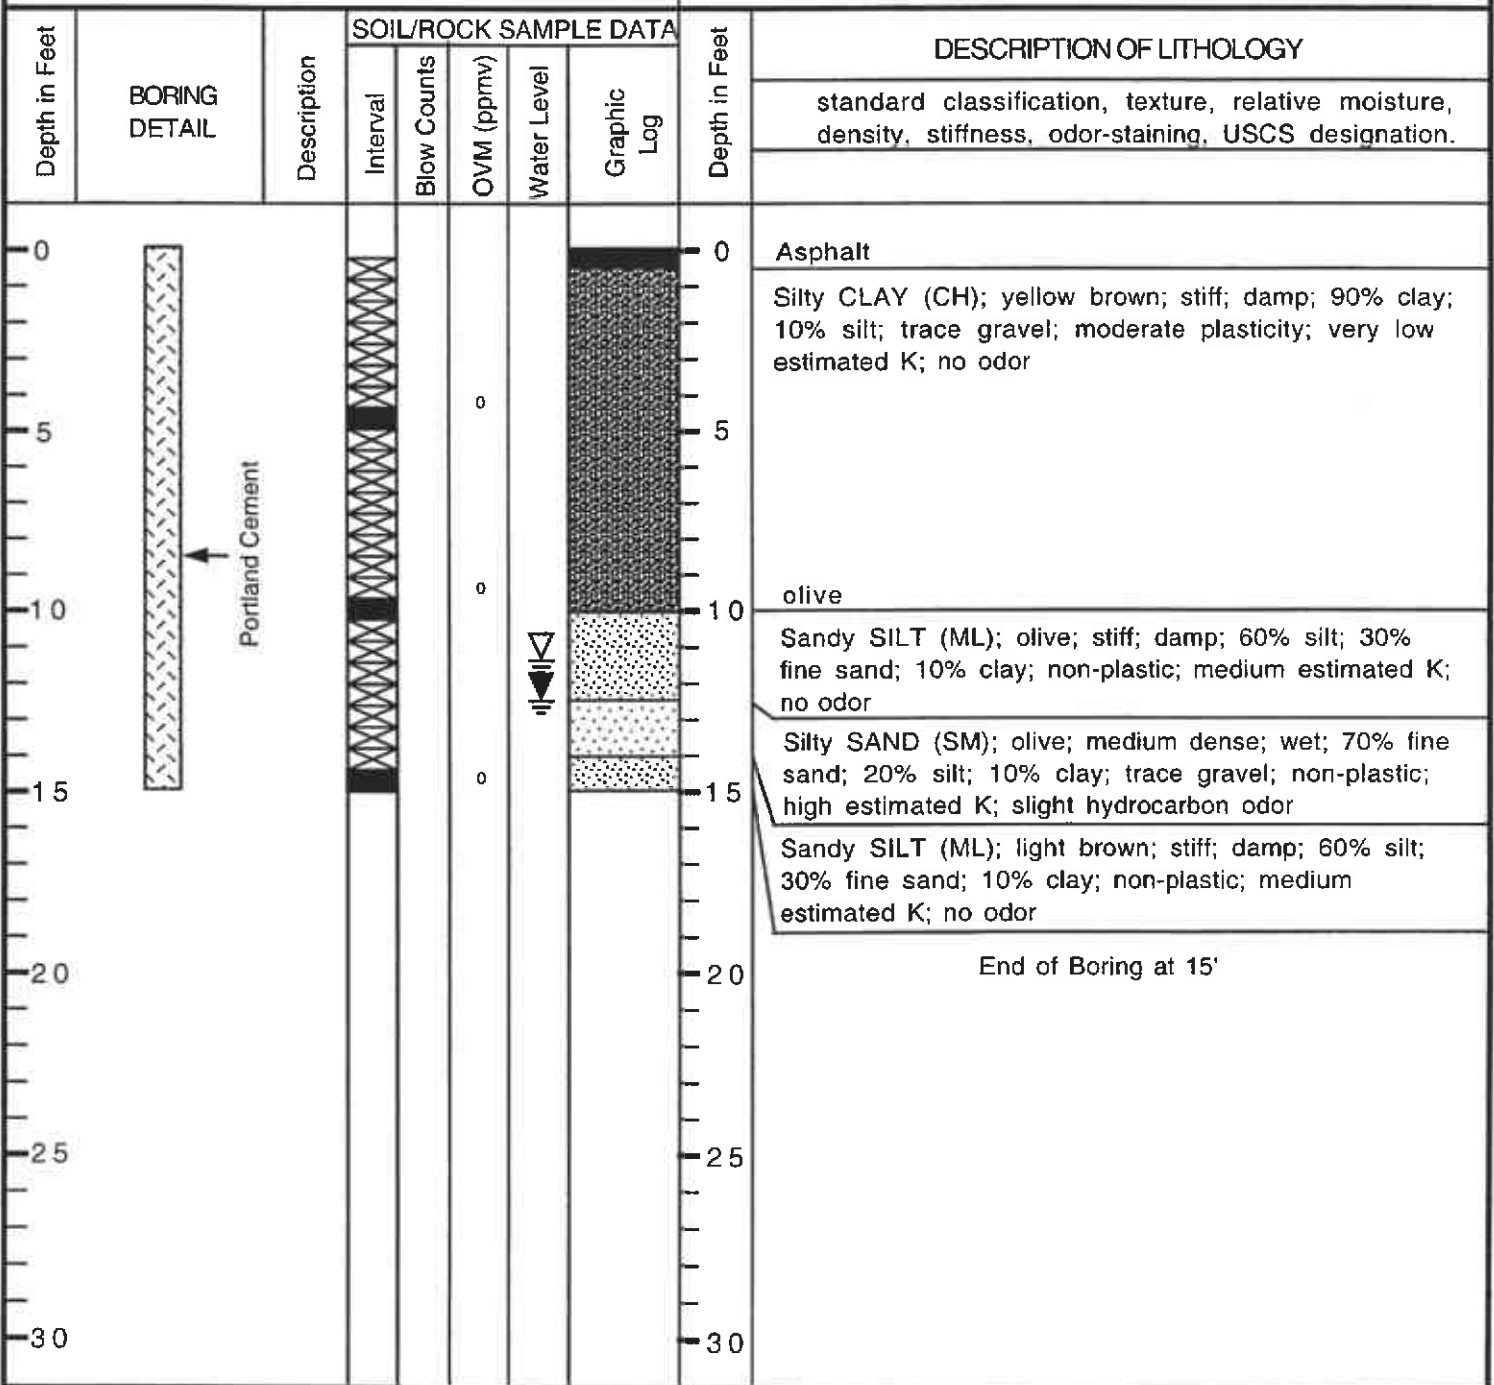 SOIL/ROCK SAMPLE DATA
Depth in Feet
BORING
DETAIL
Description
Interval
Blow Counts
OVM (ppmv)
Water Level
Graphic
Log
Depth in Feet
DESCRIPTION OF LITHOLOGY
standard classification, texture, relative moisture,
density, stiffness, odor-staining, USCS designation.
0
5
10
15
20
25
30
Portland Cement
0
0
0
0
5
10
15
20
25
30
Asphalt
Silty CLAY (CH); yellow brown; stiff; damp; 90% clay;
10% silt; trace gravel; moderate plasticity; very low
estimated K; no odor
olive
Sandy SILT (ML); olive; stiff; damp; 60% silt; 30%
fine sand; 10% clay; non-plastic; medium estimated K;
no odor
Silty SAND (SM); olive; medium dense; wet; 70% fine
sand; 20% silt; 10% clay; trace gravel; non-plastic;
high estimated K; slight hydrocarbon odor
Sandy SILT (ML); light brown; stiff; damp; 60% silt;
30% fine sand; 10% clay; non-plastic; medium
estimated K; no odor
End of Boring at 15'